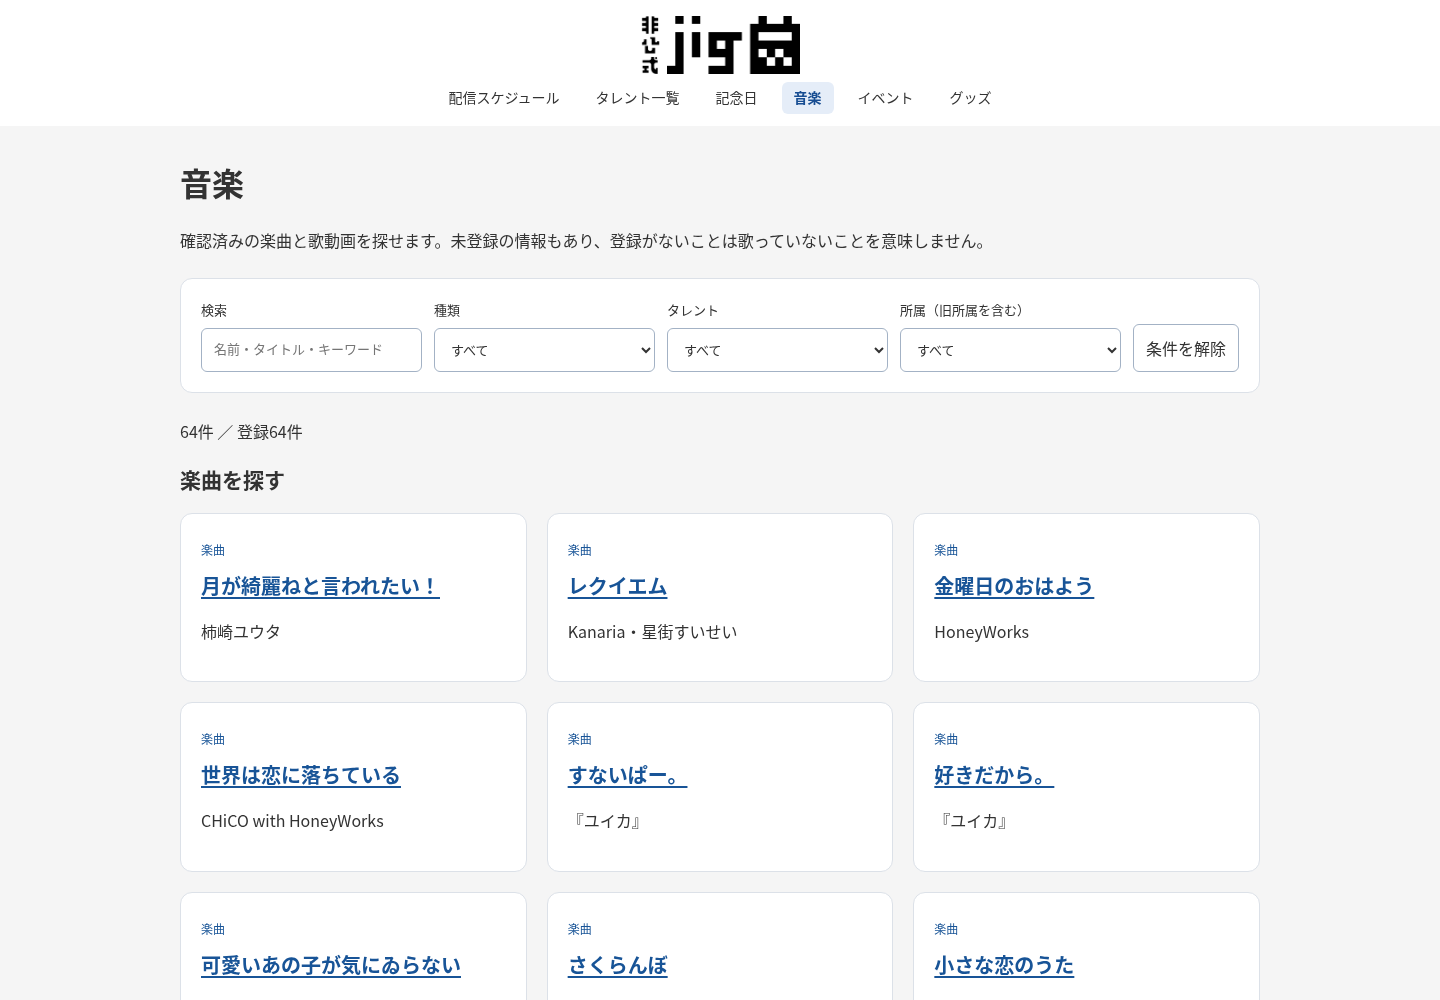 非公式 jig曲
配信スケジュール タレント一覧 記念日 音楽 イベント グッズ
音楽
確認済みの楽曲と歌動画を探せます。未登録の情報もあり、登録がないことは歌っていないことを意味しません。
検索 種類 タレント 所属（旧所属を含む）
名前・タイトル・キーワード すべて すべて すべて 条件を解除
64件 ／ 登録64件
楽曲を探す
楽曲 楽曲 楽曲
月が綺麗ねと言われたい！ レクイエム 金曜日のおはよう
柿崎ユウタ Kanaria・星街すいせい HoneyWorks
楽曲 楽曲 楽曲
世界は恋に落ちている すないぱー。 好きだから。
CHiCO with HoneyWorks 『ユイカ』 『ユイカ』
楽曲 楽曲 楽曲
可愛いあの子が気にゐらない さくらんぼ 小さな恋のうた